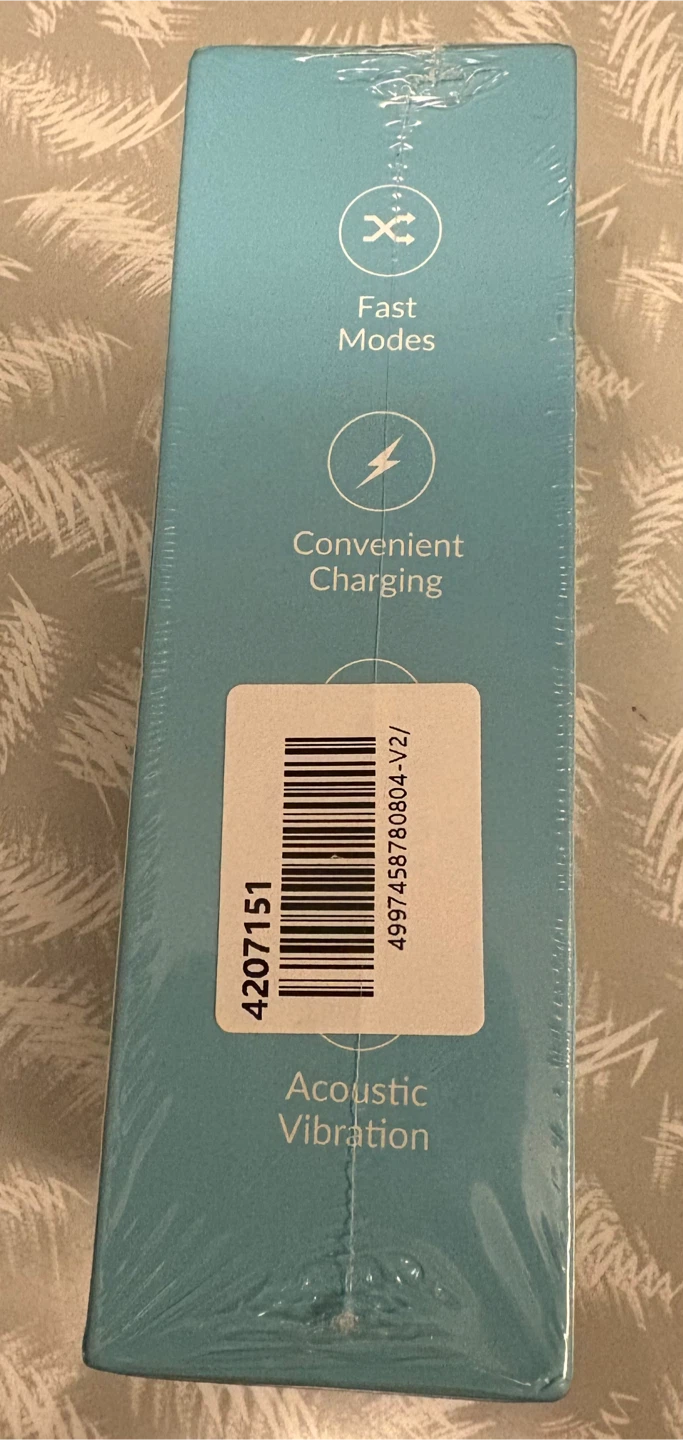 Fast
Modes
Convenient
Charging
4207151
4997458780804-V2/
Acoustic
Vibration